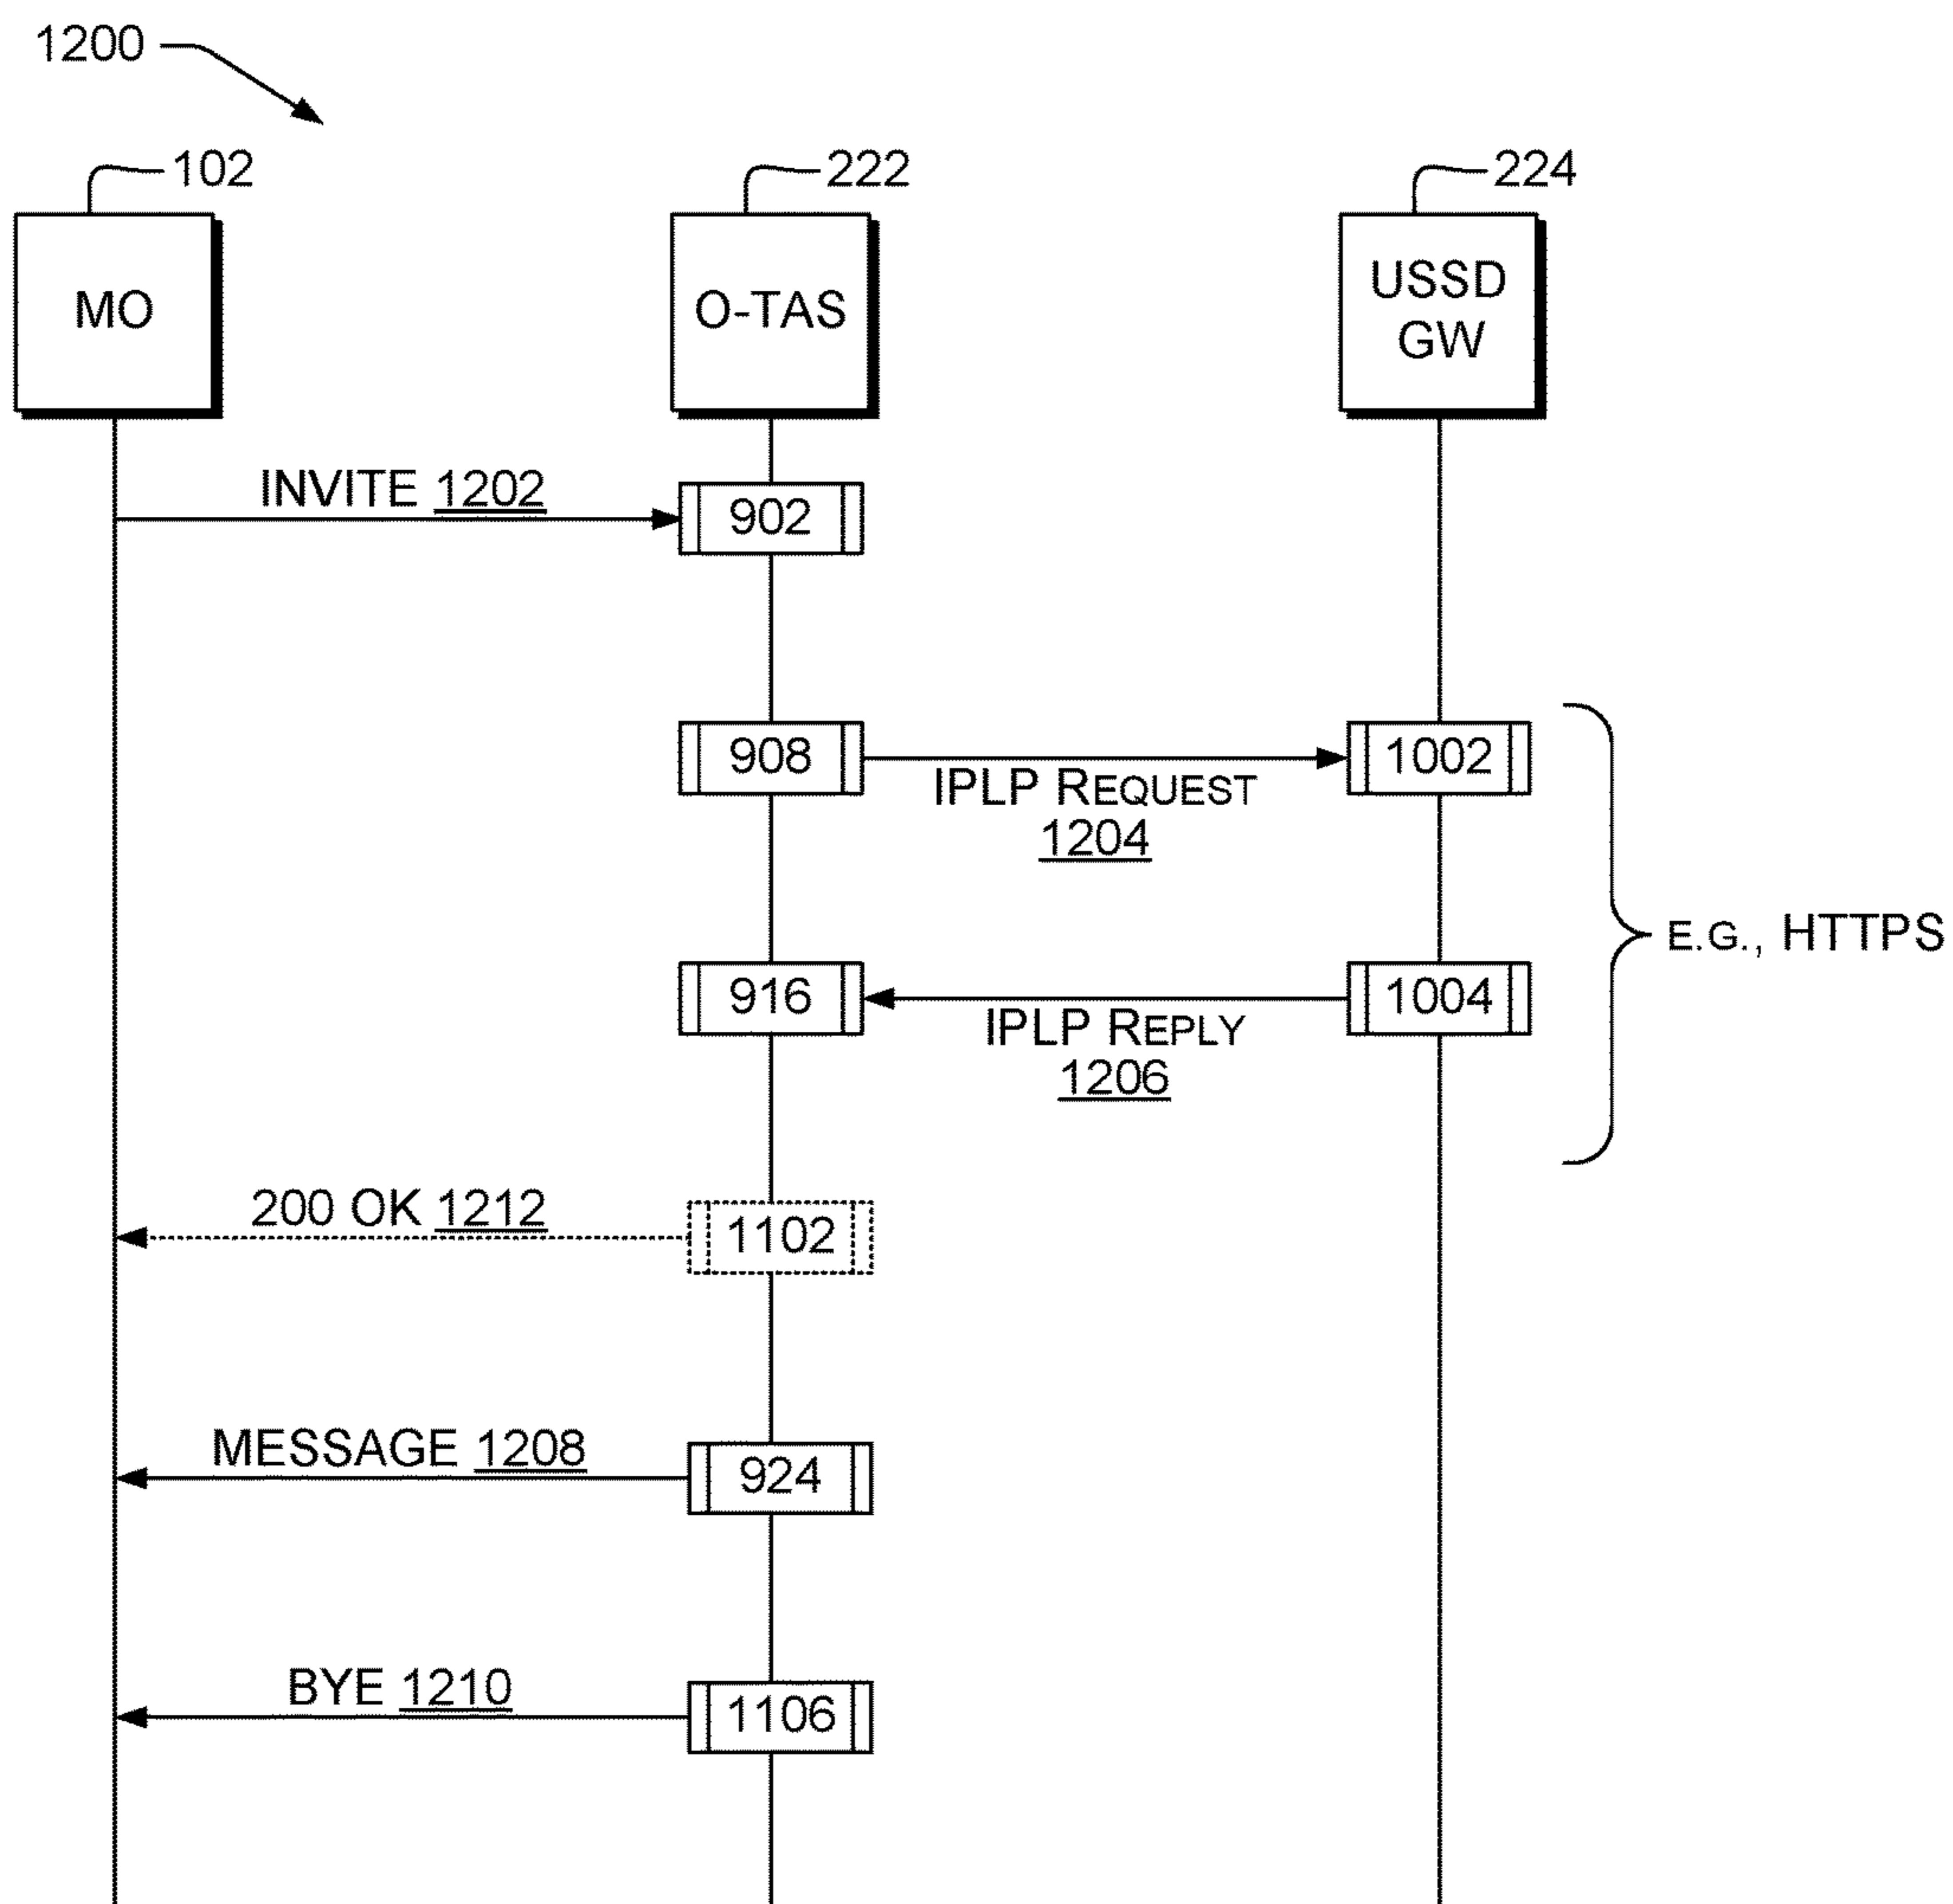 1200
102
222
224
MO
O-TAS
USSD
GW
INVITE 1202
902
908
1002
IPLP REQUEST
1204
E.G., HTTPS
916
1004
IPLP REPLY
1206
200 OK 1212
1102
MESSAGE 1208
924
BYE 1210
1106